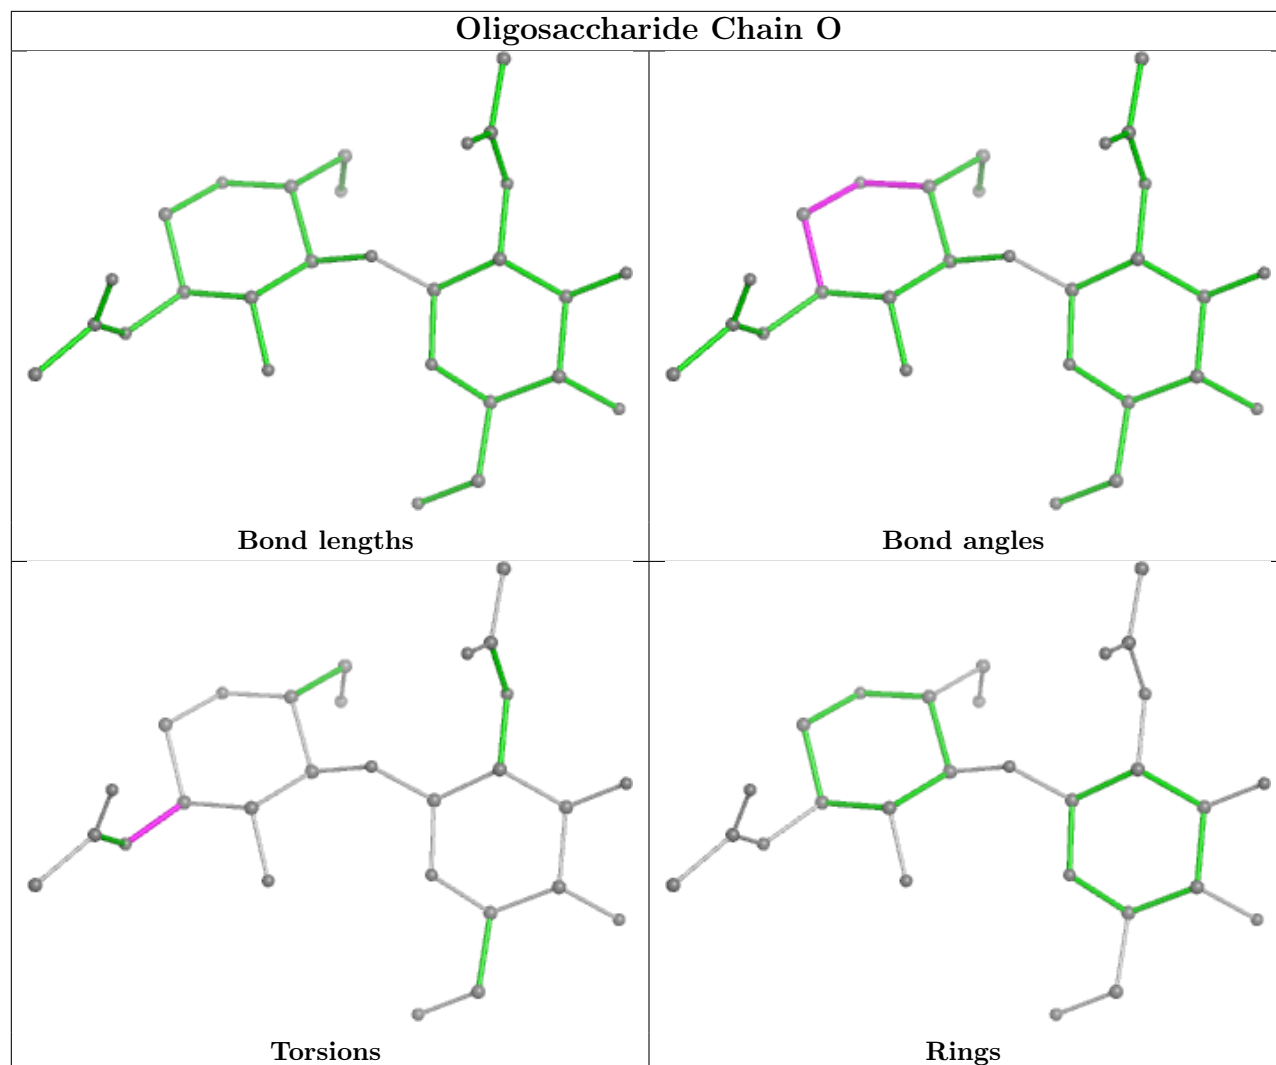 Oligosaccharide Chain O
Bond lengths
Bond angles
Torsions
Rings